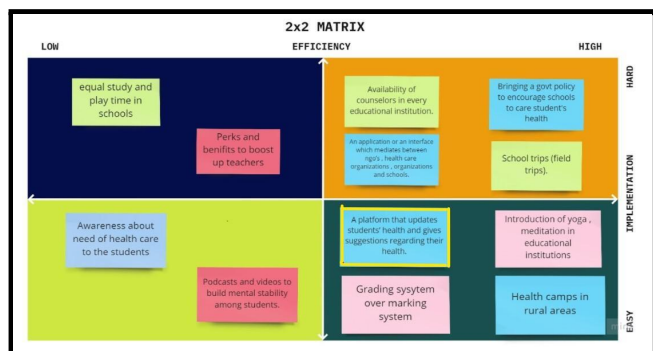 2x2 MATRIX
LOW
EFFICIENCY
HIGH
HARD
IMPLEMENTATION
EASY
equal study and
play time in
schools
Perks and
benifits to boost
up teachers
Availability of
counselors in every
educational institution.
Bringing a govt policy
to encourage schools
to care student's
health
An application or an interface
which mediates between
ngo's , health care
organizations , organizations
and schools.
School trips (field
trips).
Awareness about
need of health care
to the students
Podcasts and videos to
build mental stability
among students.
A platform that updates
students' health and gives
suggestions regarding their
health.
Introduction of yoga ,
meditation in
educational
institutions
Grading sysytem
over marking
system
Health camps in
rural areas